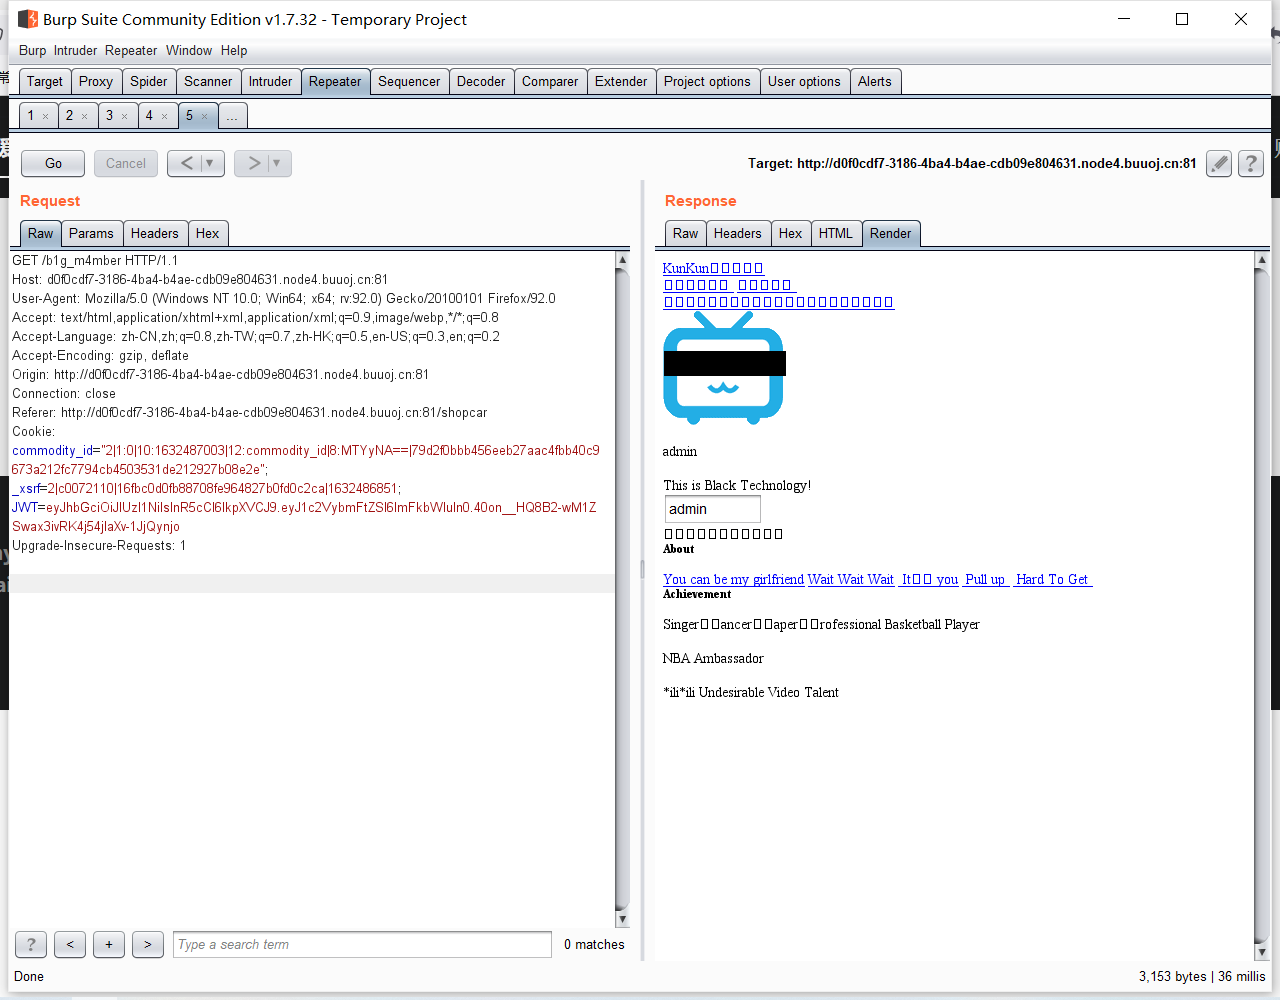 Burp Suite Community Edition v1.7.32 - Temporary Project
Burp Intruder Repeater Window Help
Target Proxy Spider Scanner Intruder Repeater Sequencer Decoder Comparer Extender Project options User options Alerts
1 × 2 × 3 × 4 × 5 × ...
Go Cancel < ▼ > ▼ Target: http://d0f0cdf7-3186-4ba4-b4ae-cdb09e804631.node4.buuoj.cn:81 ?
Request
Raw Params Headers Hex
GET /b1g_m4mber HTTP/1.1
Host: d0f0cdf7-3186-4ba4-b4ae-cdb09e804631.node4.buuoj.cn:81
User-Agent: Mozilla/5.0 (Windows NT 10.0; Win64; x64; rv:92.0) Gecko/20100101 Firefox/92.0
Accept: text/html,application/xhtml+xml,application/xml;q=0.9,image/webp,*/*;q=0.8
Accept-Language: zh-CN,zh;q=0.8,zh-TW;q=0.7,zh-HK;q=0.5,en-US;q=0.3,en;q=0.2
Accept-Encoding: gzip, deflate
Origin: http://d0f0cdf7-3186-4ba4-b4ae-cdb09e804631.node4.buuoj.cn:81
Connection: close
Referer: http://d0f0cdf7-3186-4ba4-b4ae-cdb09e804631.node4.buuoj.cn:81/shopcar
Cookie:
commodity_id="2|1:0|10:1632487003|12:commodity_id|8:MTYyNA==|79d2f0bbb456eeb27aac4fbb40c9
673a212fc7794cb4503531de212927b08e2e";
_xsrf=2|c0072110|16fbc0d0fb88708fe964827b0fd0c2ca|1632486851;
JWT=eyJhbGciOiJIUzI1NiIsInR5cCI6IkpXVCJ9.eyJ1c2VybmFtZSI6ImFkbWluIn0.40on__HQ8B2-wM1Z
Swax3ivRK4j54jlaXv-1JjQynjo
Upgrade-Insecure-Requests: 1
? < + > Type a search term 0 matches
Response
Raw Headers Hex HTML Render
KunKun
admin
This is Black Technology!
admin
About
You can be my girlfriend Wait Wait Wait It you Pull up Hard To Get
Achievement
Singer ancer aper rofessional Basketball Player
NBA Ambassador
*ili*ili Undesirable Video Talent
Done 3,153 bytes | 36 millis